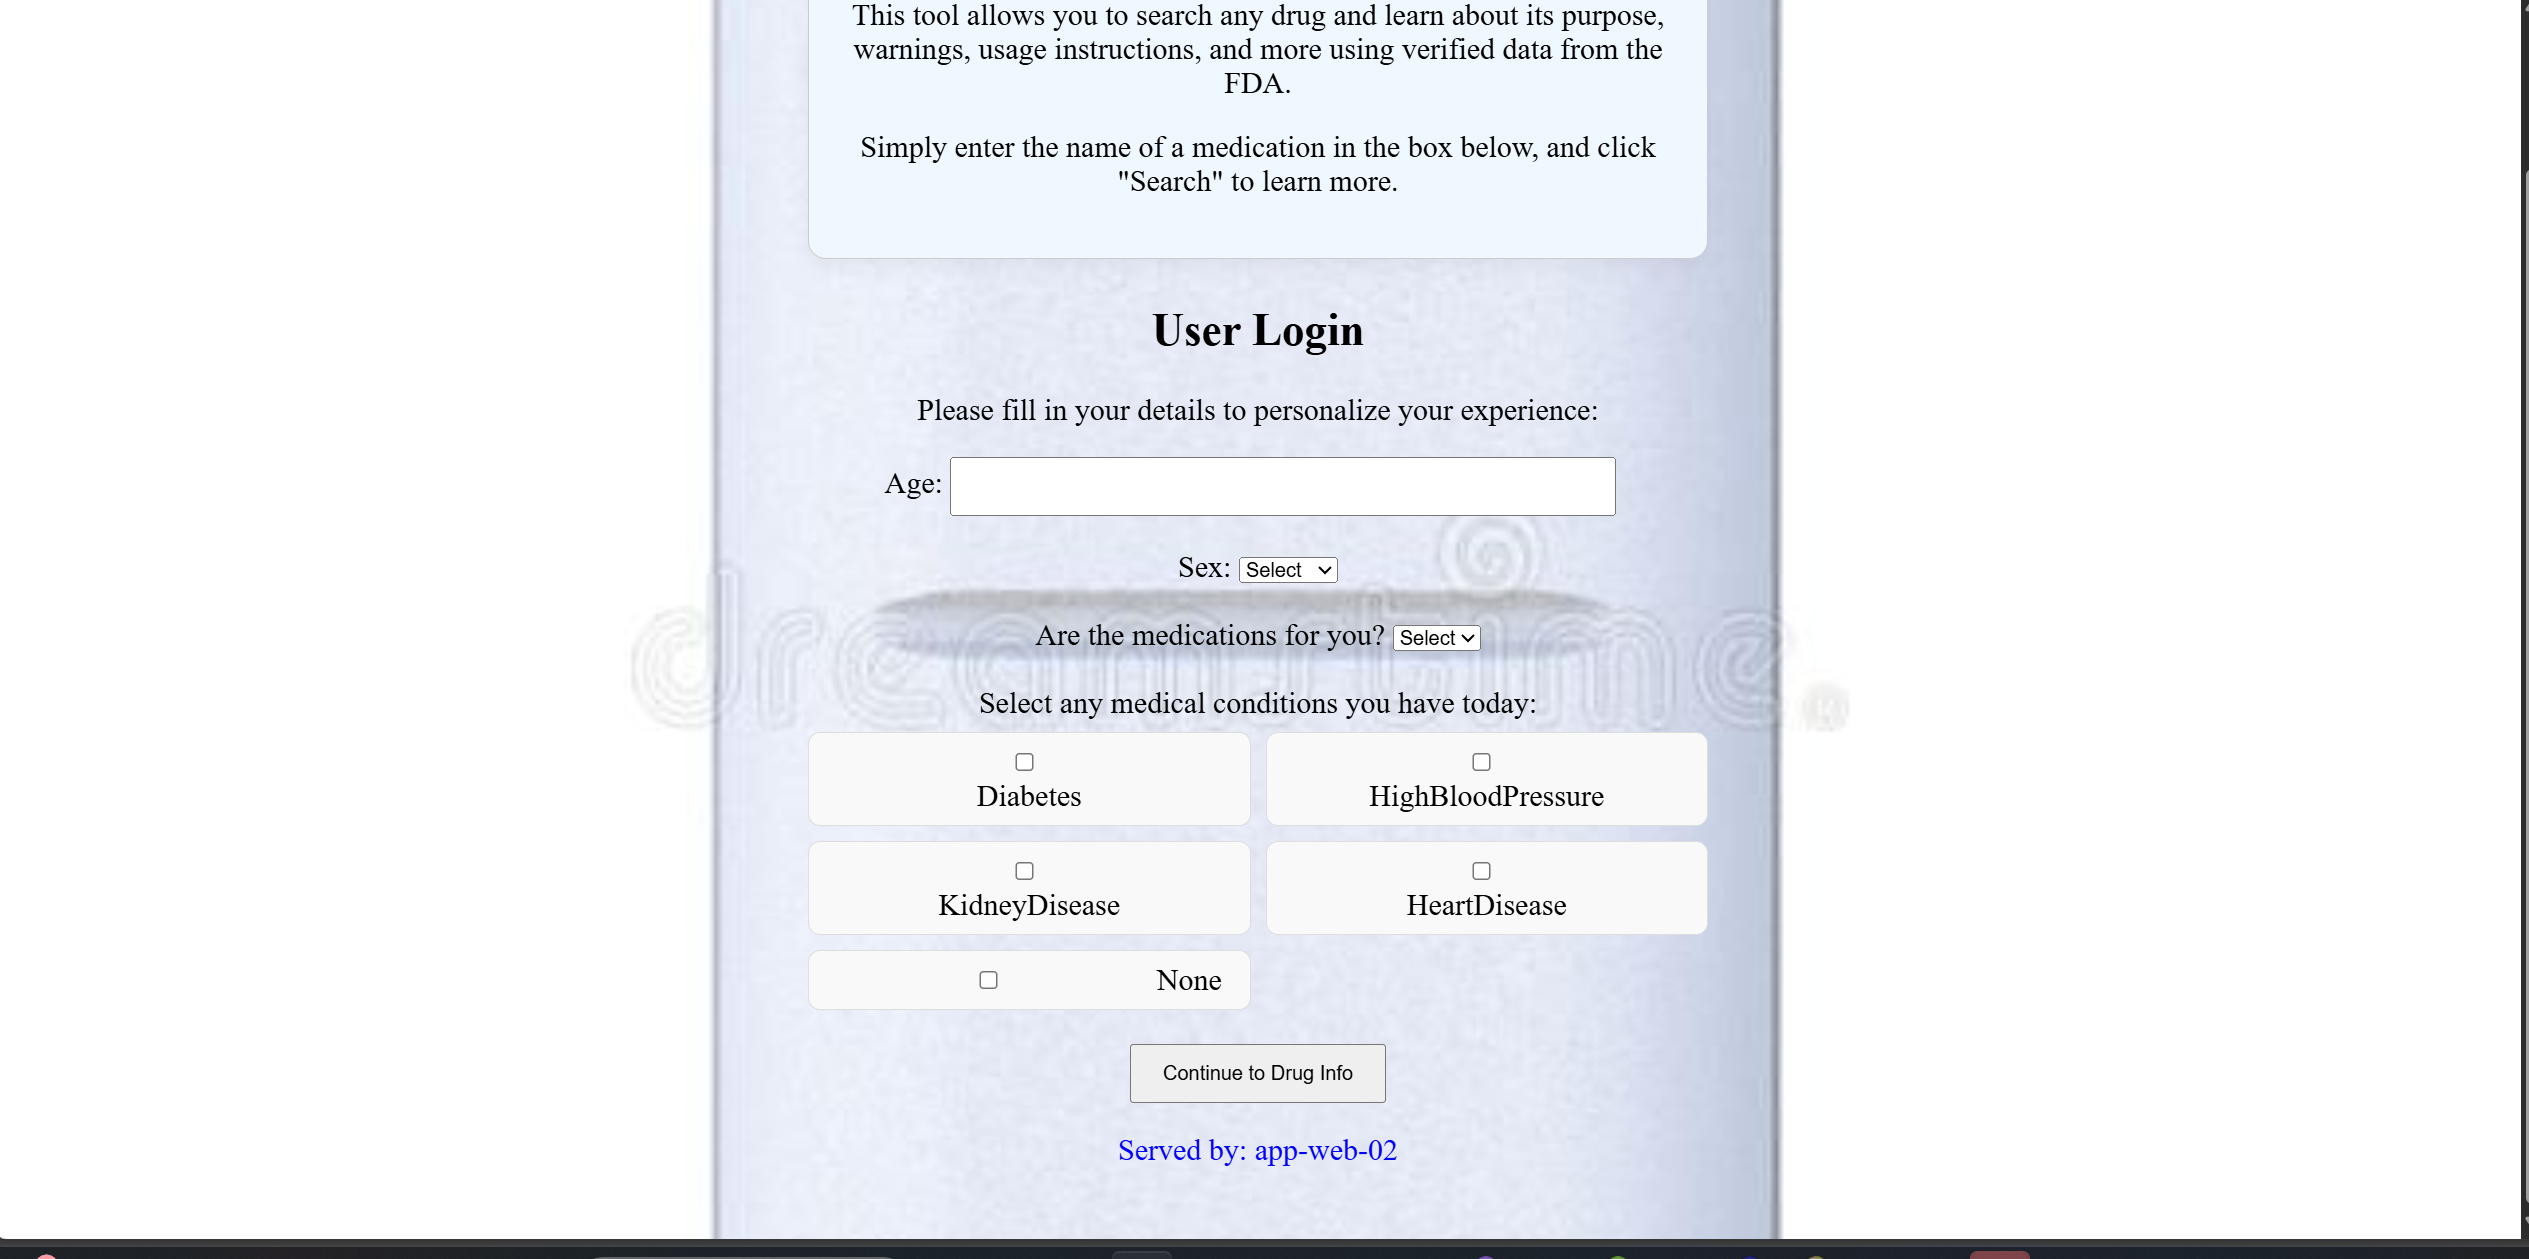 This tool allows you to search any drug and learn about its purpose,
warnings, usage instructions, and more using verified data from the
FDA.
Simply enter the name of a medication in the box below, and click
"Search" to learn more.
User Login
Please fill in your details to personalize your experience:
Age:
Sex: Select
Are the medications for you? Select
dreamstime
Select any medical conditions you have today:
Diabetes
HighBloodPressure
KidneyDisease
HeartDisease
None
Continue to Drug Info
Served by: app-web-02